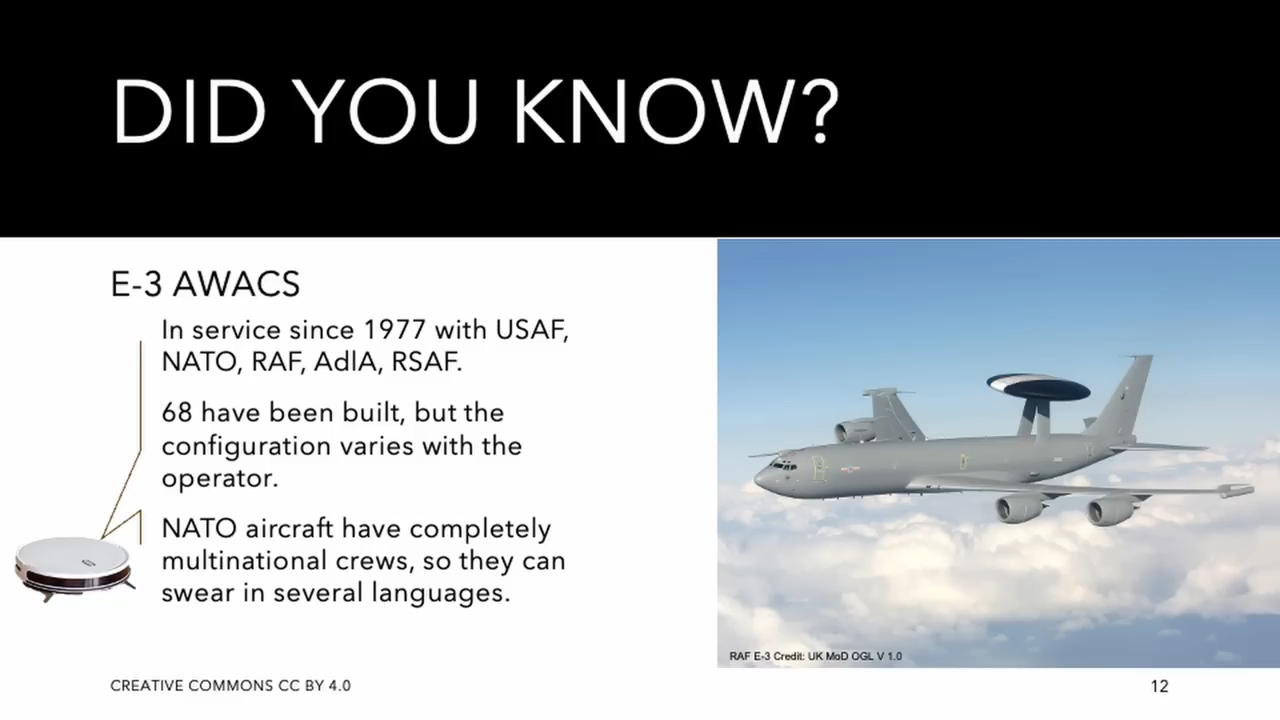 DID YOU KNOW?
E-3 AWACS
In service since 1977 with USAF,
NATO, RAF, AdlA, RSAF.
68 have been built, but the
configuration varies with the
operator.
NATO aircraft have completely
multinational crews, so they can
swear in several languages.
RAF E-3 Credit: UK MoD OGL V 1.0
CREATIVE COMMONS CC BY 4.0
12